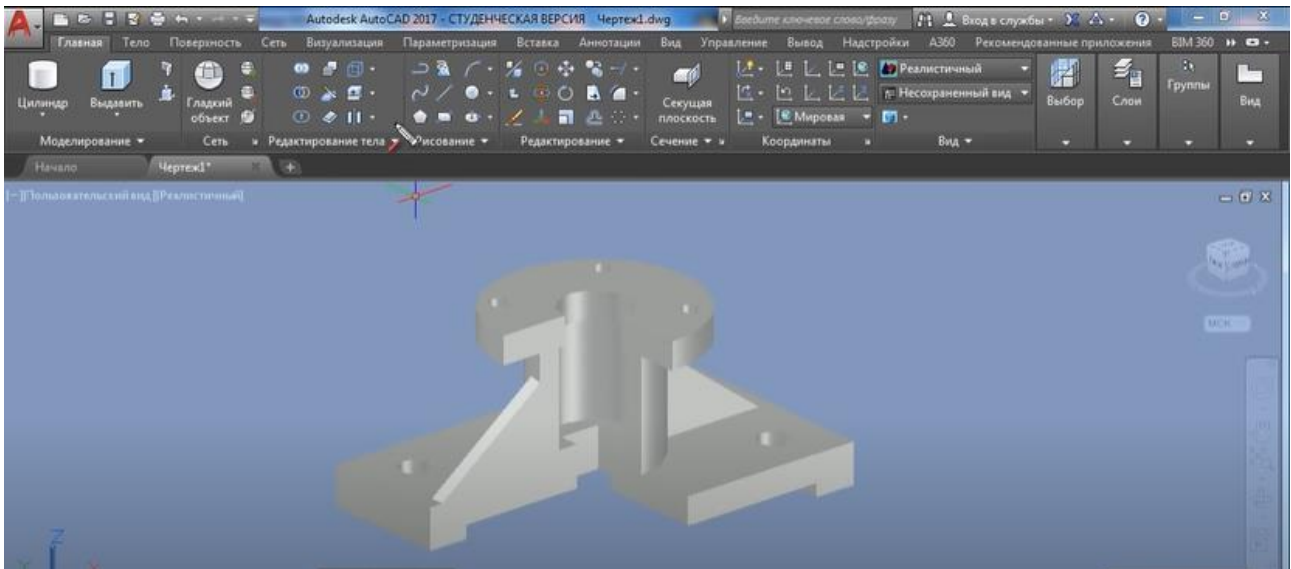 Autodesk AutoCAD 2017 - СТУДЕНЧЕСКАЯ ВЕРСИЯ Чертеж1.dwg
Введите ключевое слово/фразу
Вход в службы
Главная Тело Поверхность Сеть Визуализация Параметризация Вставка Аннотации Вид Управление Вывод Надстройки A360 Рекомендованные приложения BIM 360
Цилиндр Выдавить Гладкий объект Секущая плоскость
Реалистичный
Несохраненный вид
Мировая
Выбор Слои Группы Вид
Моделирование Сеть Редактирование тела Рисование Редактирование Сечение Координаты Вид
Начало Чертеж1*
[-][Пользовательский вид][Реалистичный]
МСК
Z